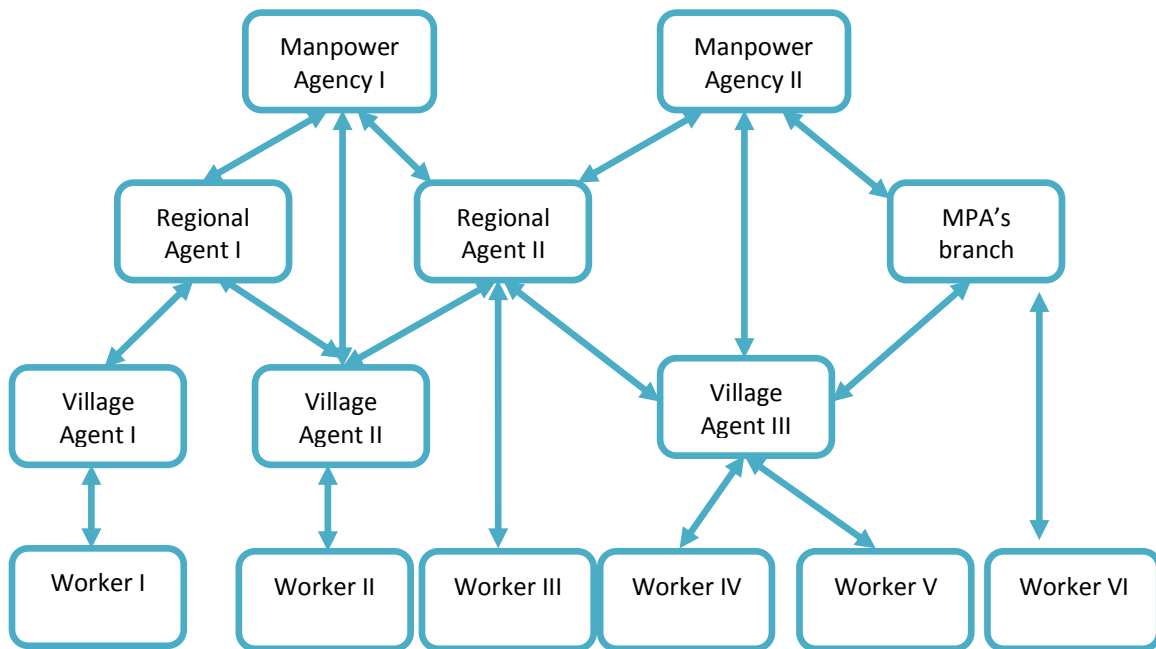 Manpower
Agency I
Manpower
Agency II
Regional
Agent I
Regional
Agent II
MPA’s
branch
Village
Agent I
Village
Agent II
Village
Agent III
Worker I
Worker II
Worker III
Worker IV
Worker V
Worker VI